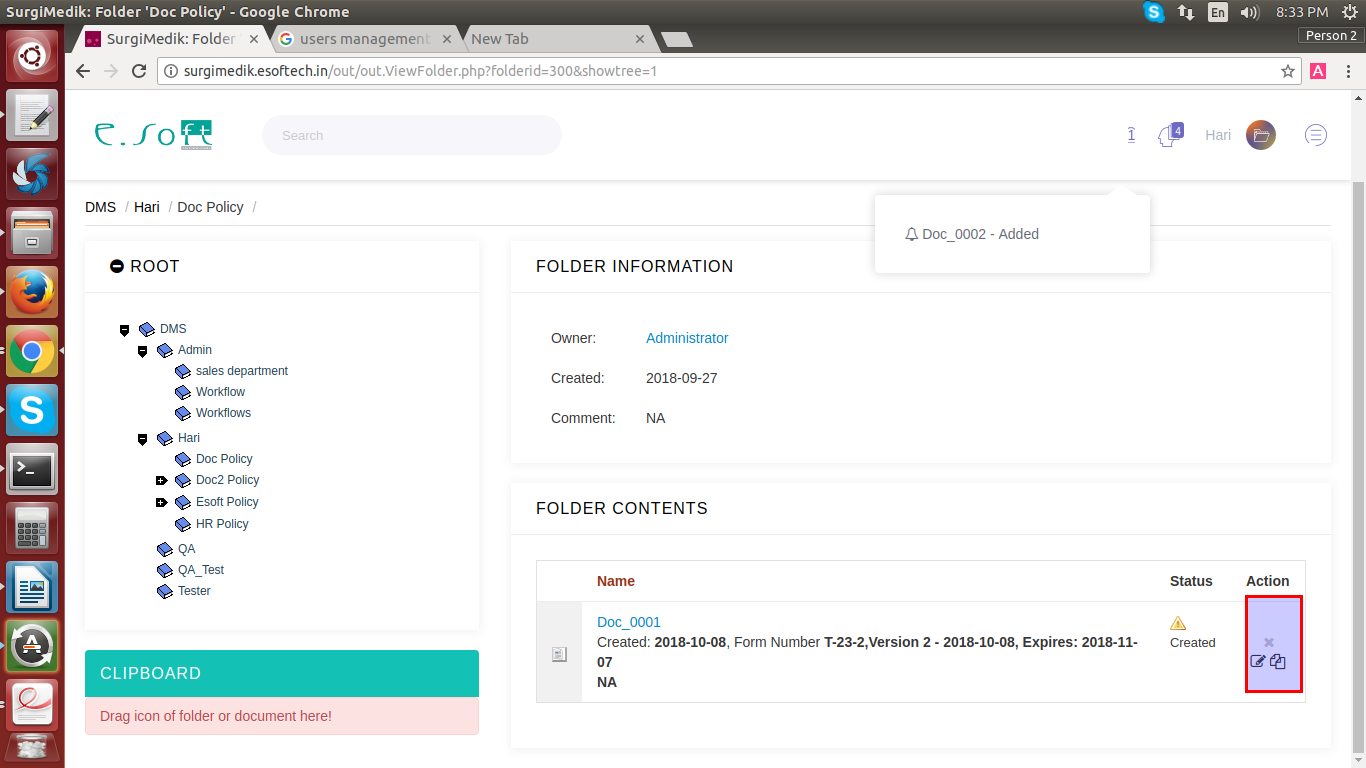 SurgiMedik: Folder 'Doc Policy' - Google Chrome
En
8:33 PM
SurgiMedik: Folder
users management
New Tab
Person 2
surgimedik.esoftech.in/out/out.ViewFolder.php?folderid=300&showtree=1
A
e.soft
Search
1
4
Hari
DMS / Hari / Doc Policy /
Doc_0002 - Added
ROOT
DMS
Admin
sales department
Workflow
Workflows
Hari
Doc Policy
Doc2 Policy
Esoft Policy
HR Policy
QA
QA_Test
Tester
CLIPBOARD
Drag icon of folder or document here!
FOLDER INFORMATION
Owner: Administrator
Created: 2018-09-27
Comment: NA
FOLDER CONTENTS
Name Status Action
Doc_0001
Created: 2018-10-08, Form Number T-23-2,Version 2 - 2018-10-08, Expires: 2018-11-
07
NA
Created